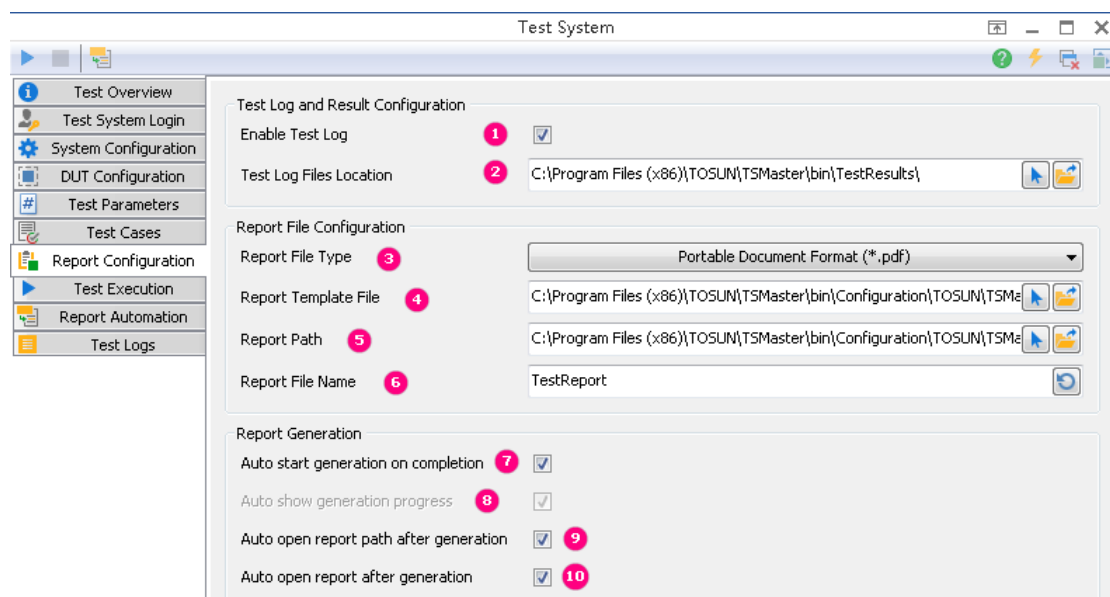 Test System
Test Overview
Test System Login
System Configuration
DUT Configuration
Test Parameters
Test Cases
Report Configuration
Test Execution
Report Automation
Test Logs
Test Log and Result Configuration
Enable Test Log 1
Test Log Files Location 2 C:\Program Files (x86)\TOSUN\TSMaster\bin\TestResults\
Report File Configuration
Report File Type 3 Portable Document Format (*.pdf)
Report Template File 4 C:\Program Files (x86)\TOSUN\TSMaster\bin\Configuration\TOSUN\TSMa
Report Path 5 C:\Program Files (x86)\TOSUN\TSMaster\bin\Configuration\TOSUN\TSMa
Report File Name 6 TestReport
Report Generation
Auto start generation on completion 7
Auto show generation progress 8
Auto open report path after generation 9
Auto open report after generation 10